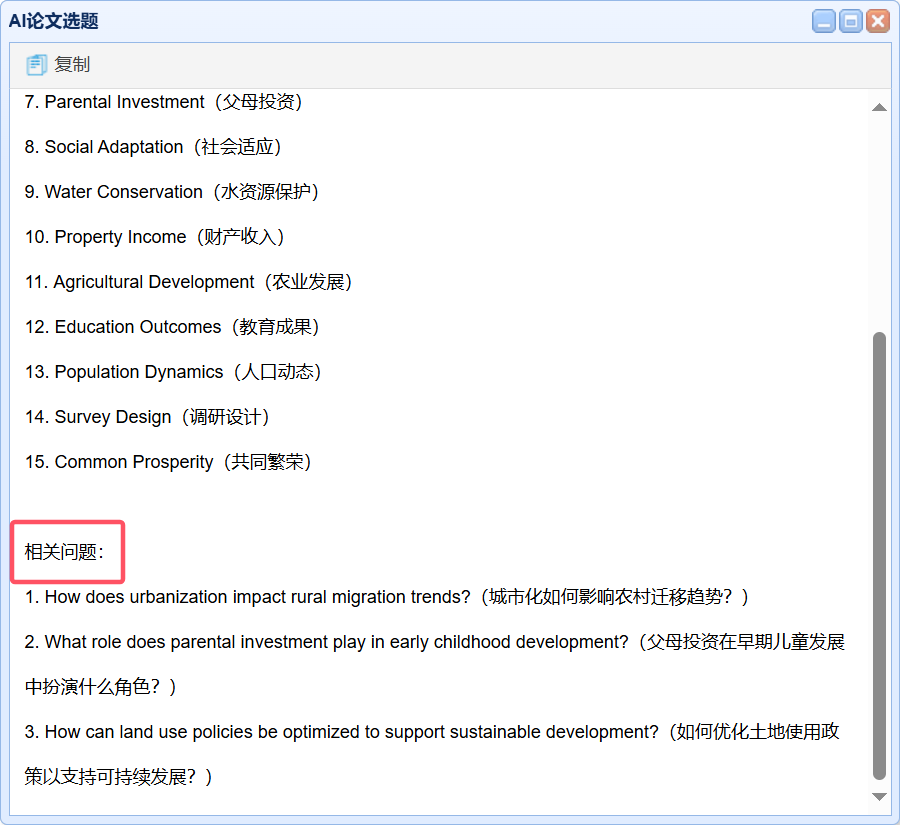 AI论文选题
复制
7. Parental Investment（父母投资）
8. Social Adaptation（社会适应）
9. Water Conservation（水资源保护）
10. Property Income（财产收入）
11. Agricultural Development（农业发展）
12. Education Outcomes（教育成果）
13. Population Dynamics（人口动态）
14. Survey Design（调研设计）
15. Common Prosperity（共同繁荣）
相关问题：
1. How does urbanization impact rural migration trends?（城市化如何影响农村迁移趋势？）
2. What role does parental investment play in early childhood development?（父母投资在早期儿童发展
中扮演什么角色？）
3. How can land use policies be optimized to support sustainable development?（如何优化土地使用政
策以支持可持续发展？）